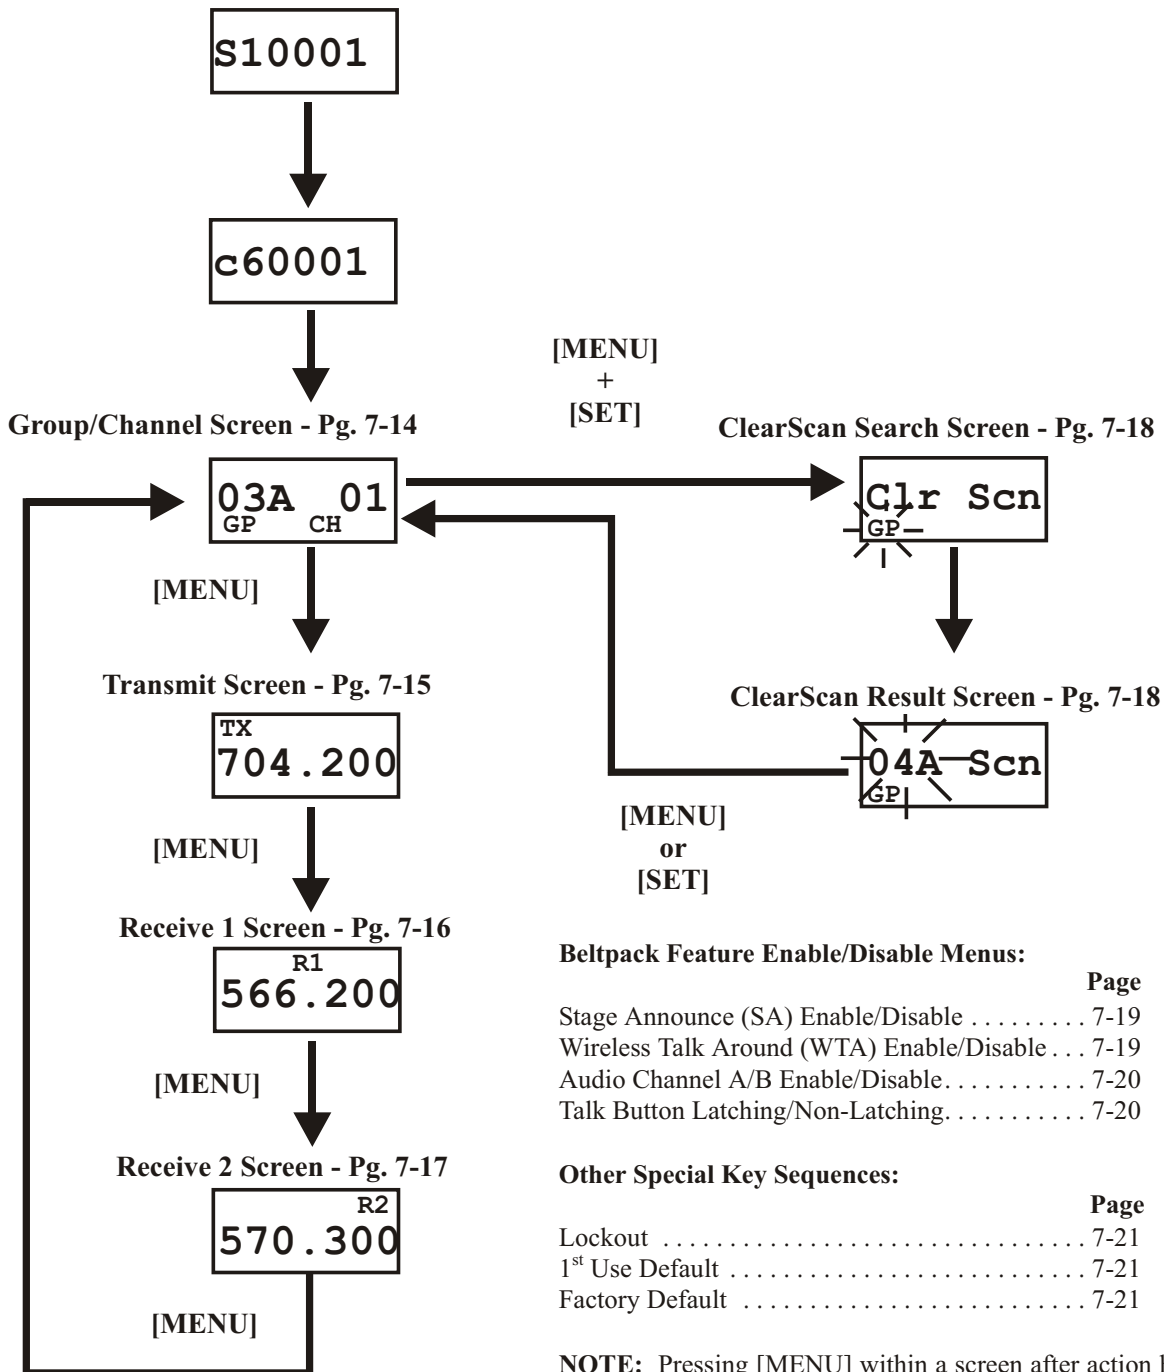 S10001
c60001
[MENU]
+
[SET]
Group/Channel Screen - Pg. 7-14
03A 01
GP CH
ClearScan Search Screen - Pg. 7-18
Clr Scn
GP
[MENU]
Transmit Screen - Pg. 7-15
TX
704.200
ClearScan Result Screen - Pg. 7-18
04A Scn
GP
[MENU]
or
[SET]
[MENU]
Receive 1 Screen - Pg. 7-16
R1
566.200
[MENU]
Receive 2 Screen - Pg. 7-17
R2
570.300
[MENU]
Beltpack Feature Enable/Disable Menus:
Page
Stage Announce (SA) Enable/Disable . . . . . . . . . 7-19
Wireless Talk Around (WTA) Enable/Disable . . . 7-19
Audio Channel A/B Enable/Disable. . . . . . . . . . . 7-20
Talk Button Latching/Non-Latching. . . . . . . . . . . 7-20
Other Special Key Sequences:
Page
Lockout . . . . . . . . . . . . . . . . . . . . . . . . . . . . . . . . 7-21
1st Use Default . . . . . . . . . . . . . . . . . . . . . . . . . . . 7-21
Factory Default . . . . . . . . . . . . . . . . . . . . . . . . . . 7-21
NOTE: Pressing [MENU] within a screen after action